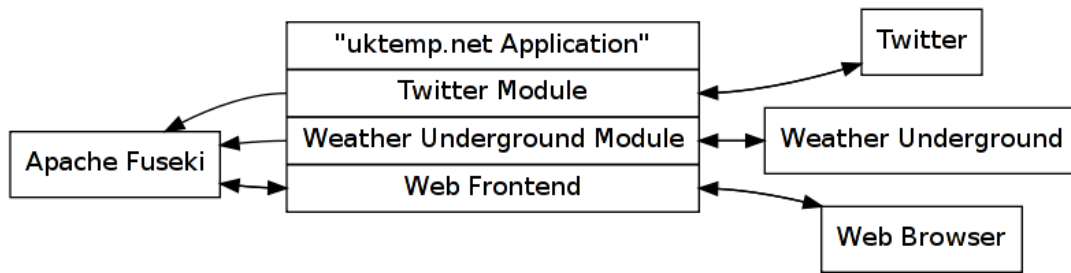 "uktemp.net Application"
Twitter
Twitter Module
Weather Underground Module
Weather Underground
Apache Fuseki
Web Frontend
Web Browser